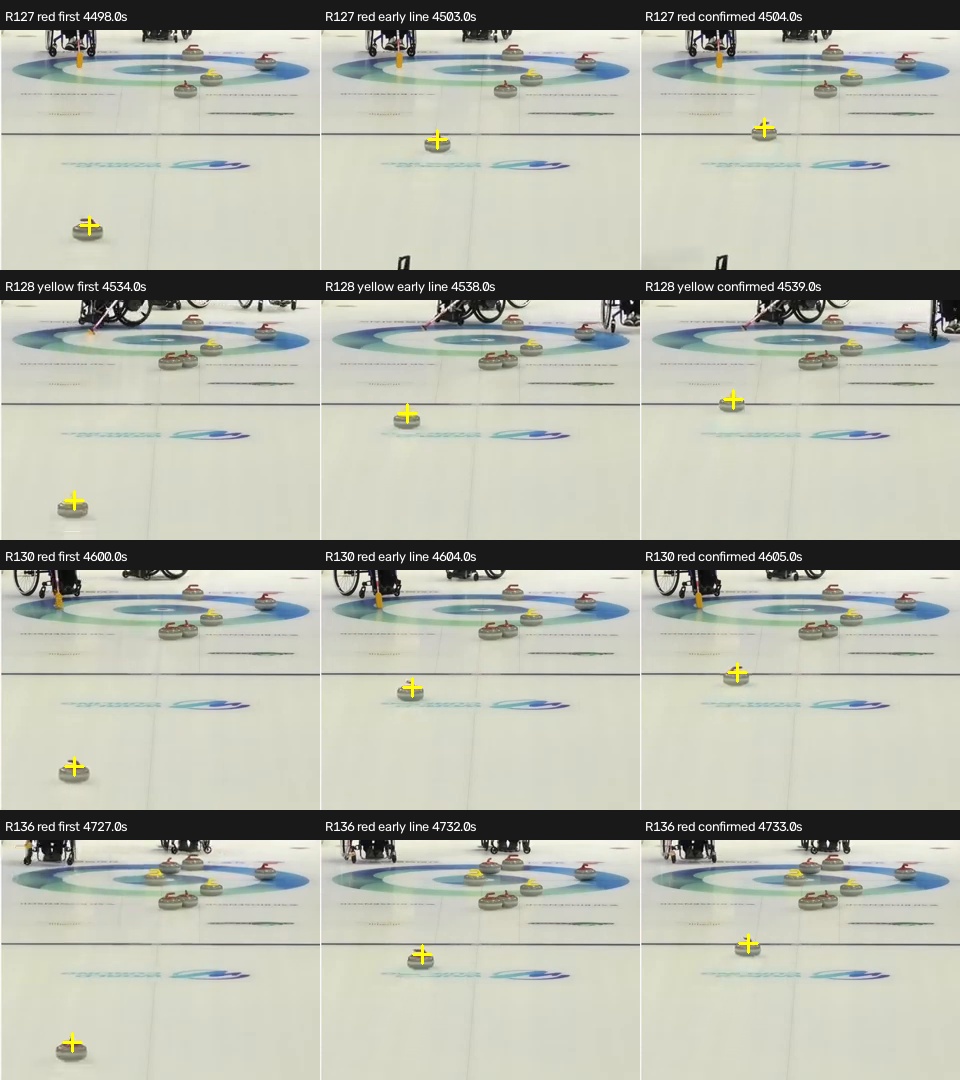 R127 red first 4498.0s
R127 red early line 4503.0s
R127 red confirmed 4504.0s
R128 yellow first 4534.0s
R128 yellow early line 4538.0s
R128 yellow confirmed 4539.0s
R130 red first 4600.0s
R130 red early line 4604.0s
R130 red confirmed 4605.0s
R136 red first 4727.0s
R136 red early line 4732.0s
R136 red confirmed 4733.0s